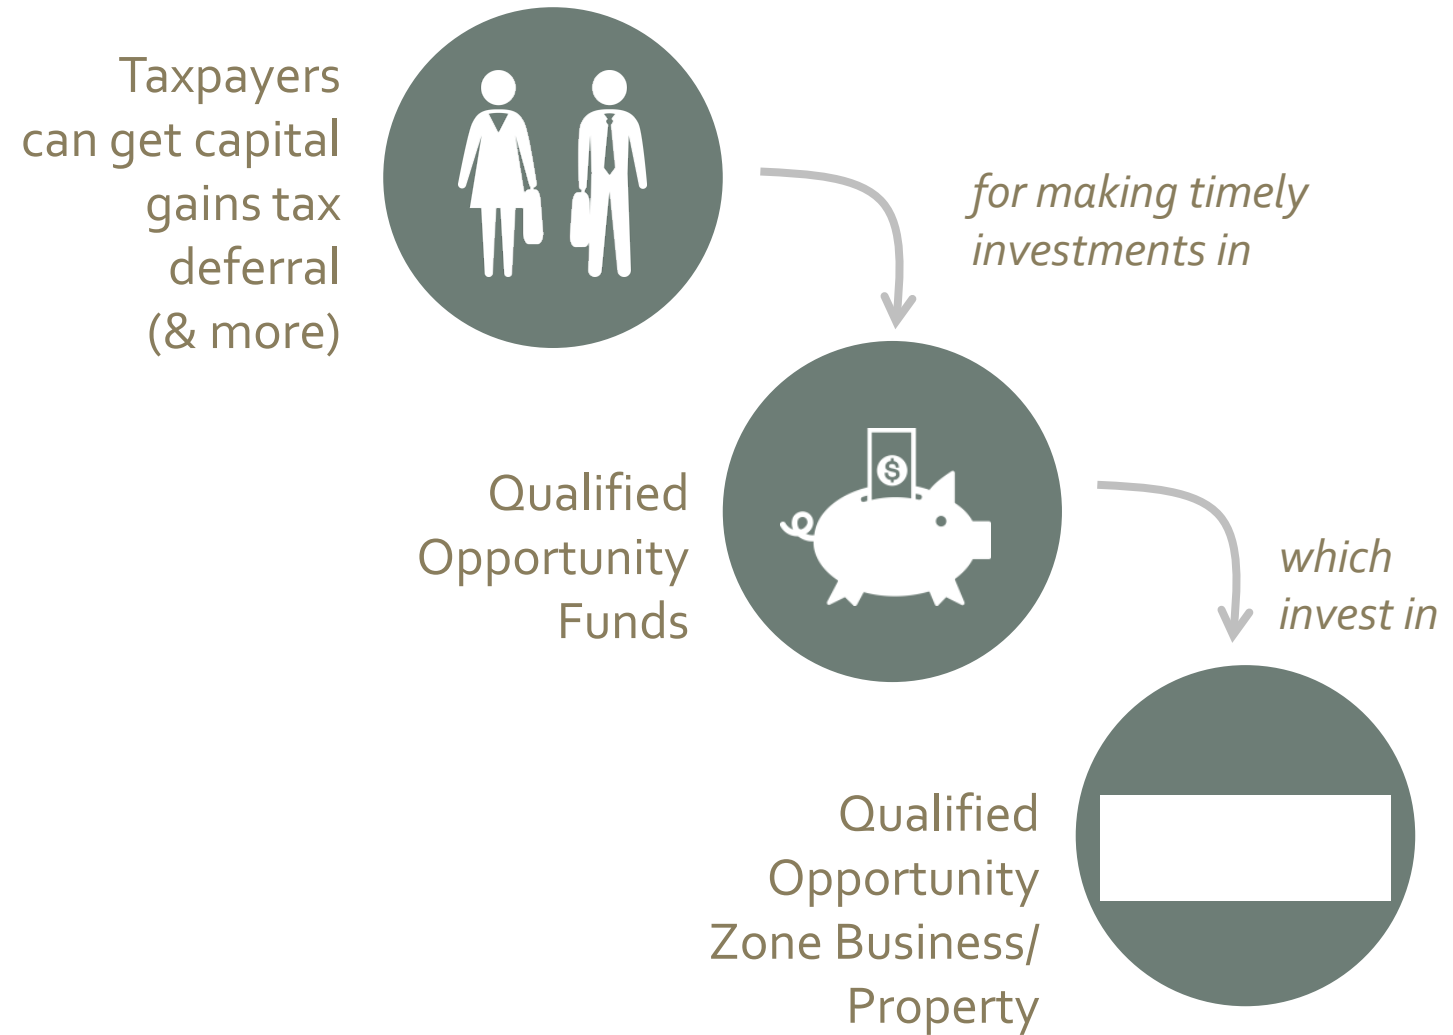 Taxpayers
can get capital
gains tax
deferral
(& more)
for making timely
investments in
$
Qualified
Opportunity
Funds
which
invest in
Qualified
Opportunity
Zone Business/
Property